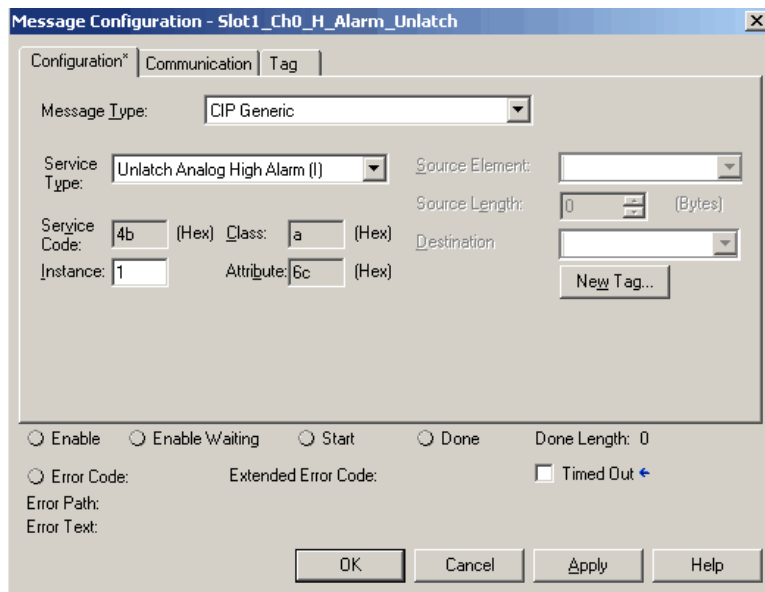 Message Configuration - Slot1_Ch0_H_Alarm_Unlatch
Configuration* Communication Tag
Message Type: CIP Generic
Service Type: Unlatch Analog High Alarm (I)
Service Code: 4b (Hex) Class: a (Hex)
Instance: 1 Attribute: 6c (Hex)
Source Element:
Source Length: 0 (Bytes)
Destination
New Tag...
Enable Enable Waiting Start Done Done Length: 0
Error Code: Extended Error Code: Timed Out ←
Error Path:
Error Text:
OK Cancel Apply Help